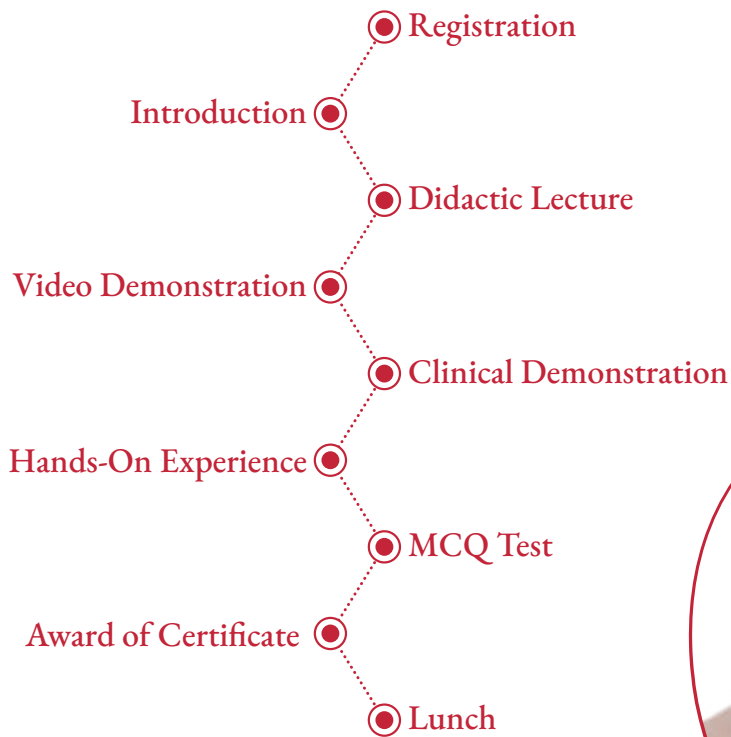 Registration
Introduction
Didactic Lecture
Video Demonstration
Clinical Demonstration
Hands-On Experience
MCQ Test
Award of Certificate
Lunch